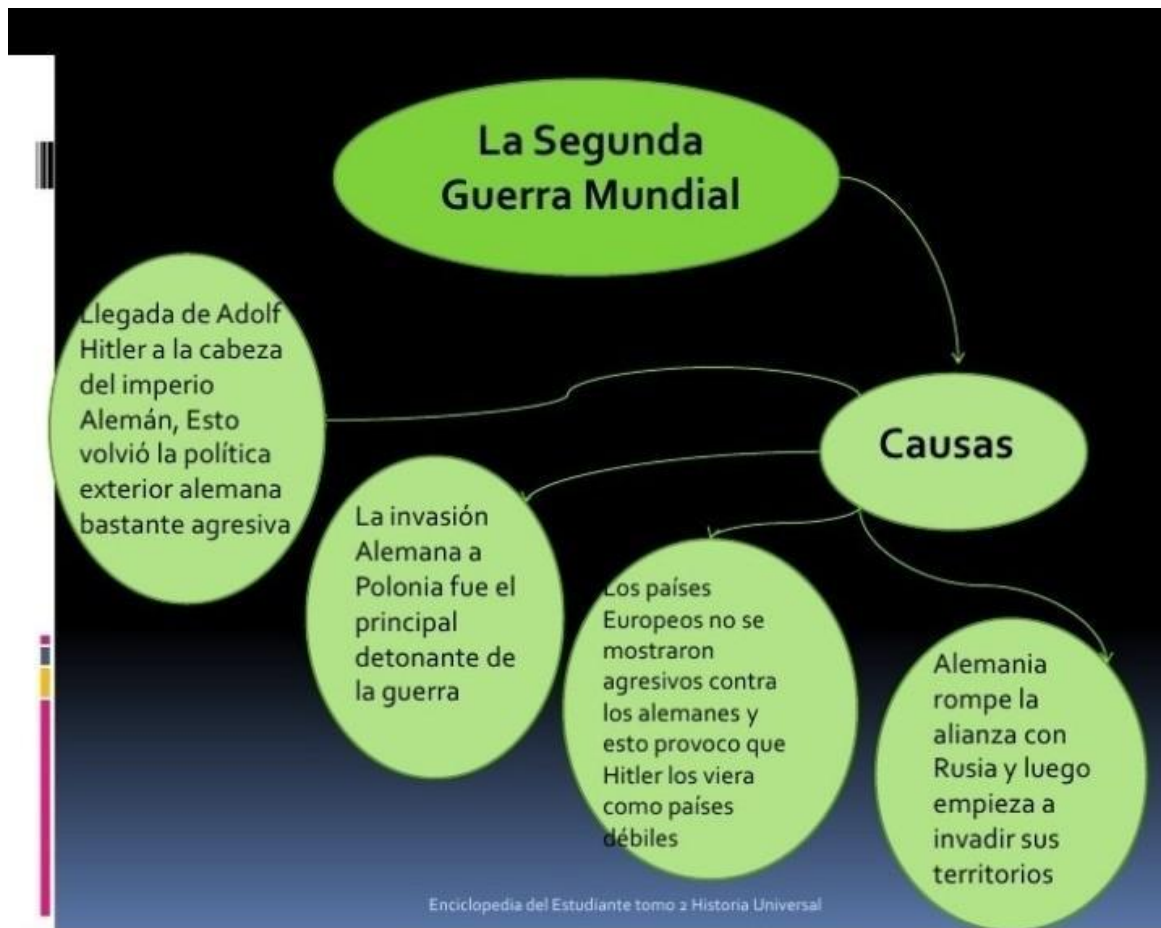 La Segunda
Guerra Mundial
Causas
Llegada de Adolf
Hitler a la cabeza
del imperio
Alemán, Esto
volvió la política
exterior alemana
bastante agresiva
La invasión
Alemana a
Polonia fue el
principal
detonante de
la guerra
Los países
Europeos no se
mostraron
agresivos contra
los alemanes y
esto provoco que
Hitler los viera
como países
débiles
Alemania
rompe la
alianza con
Rusia y luego
empieza a
invadir sus
territorios
Enciclopedia del Estudiante tomo 2 Historia Universal